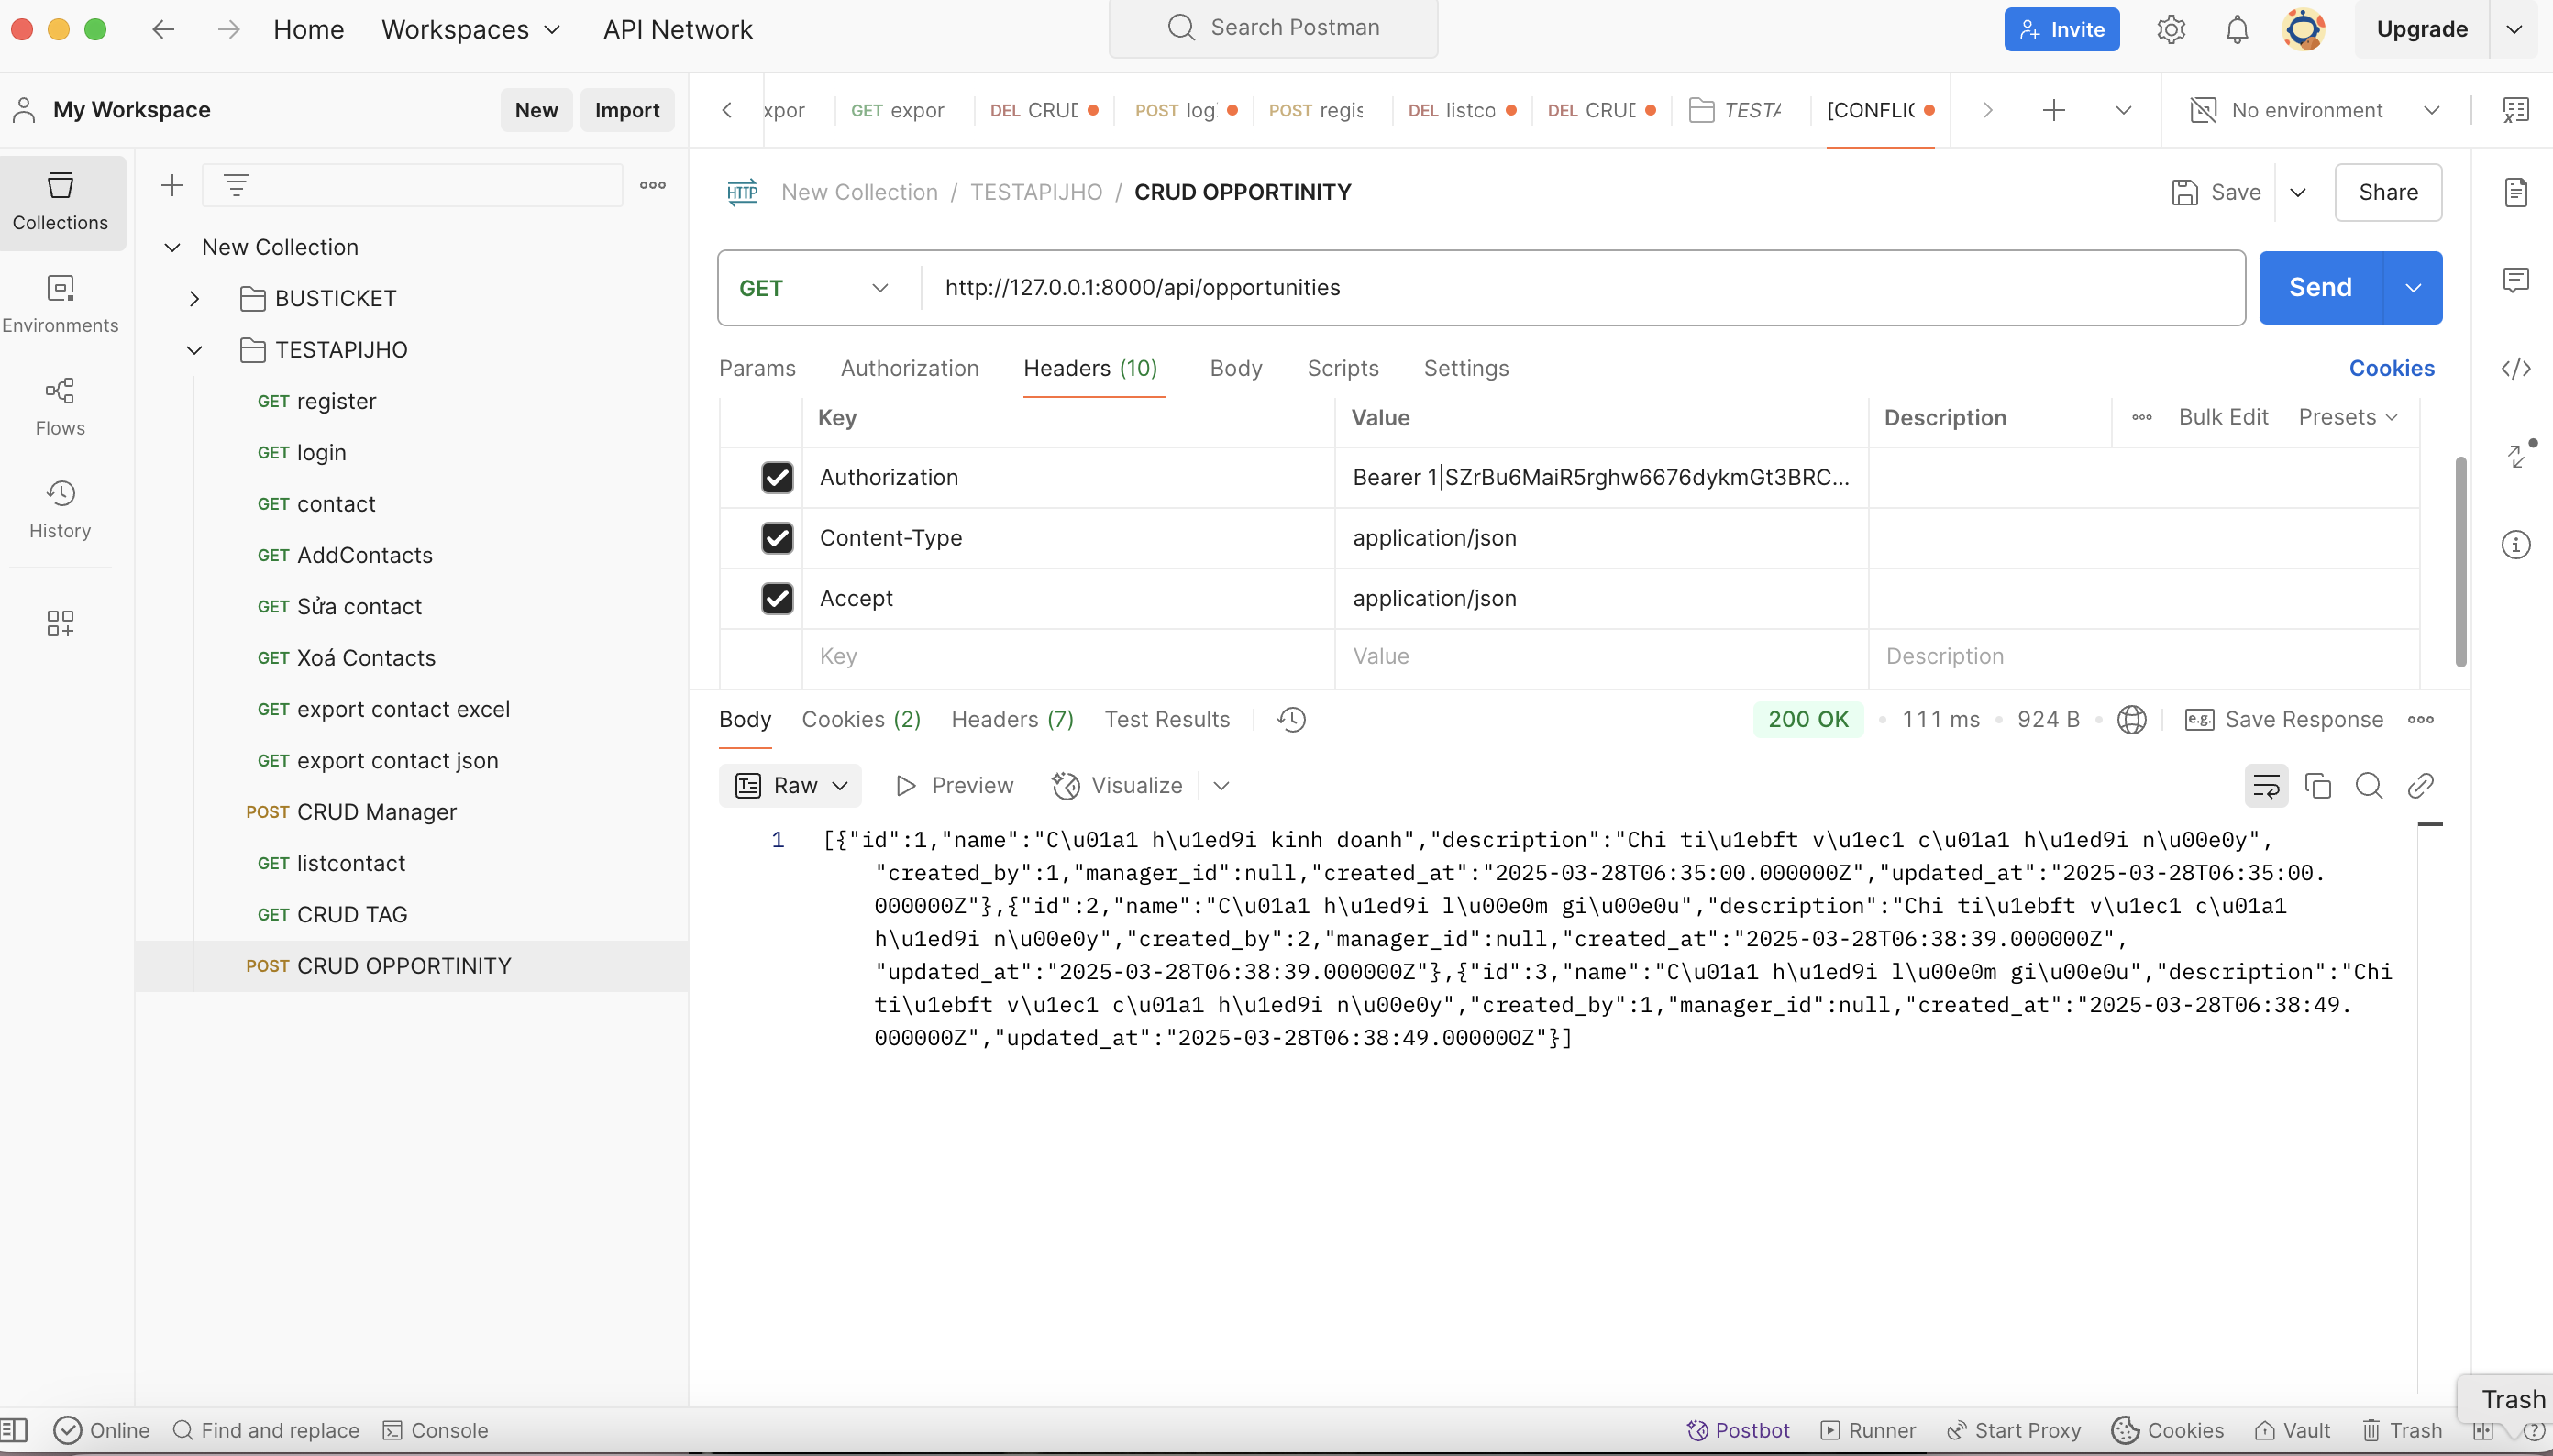 Home Workspaces API Network Search Postman Invite Upgrade
My Workspace New Import xpor GET expor DEL CRUD POST log POST regis DEL listco DEL CRUD TESTA [CONFLIC No environment
Collections
Environments
Flows
History
New Collection
BUSTICKET
TESTAPIJHO
GET register
GET login
GET contact
GET AddContacts
GET Sửa contact
GET Xoá Contacts
GET export contact excel
GET export contact json
POST CRUD Manager
GET listcontact
GET CRUD TAG
POST CRUD OPPORTINITY
HTTP New Collection / TESTAPIJHO / CRUD OPPORTINITY Save Share
GET http://127.0.0.1:8000/api/opportunities Send
Params Authorization Headers (10) Body Scripts Settings Cookies
Key Value Description Bulk Edit Presets
Authorization Bearer 1|SZrBu6MaiR5rghw6676dykmGt3BRC...
Content-Type application/json
Accept application/json
Key Value Description
Body Cookies (2) Headers (7) Test Results 200 OK • 111 ms • 924 B • e.g. Save Response
Raw Preview Visualize
1 [{"id":1,"name":"C\u01a1 h\u1ed9i kinh doanh","description":"Chi ti\u1ebft v\u1ec1 c\u01a1 h\u1ed9i n\u00e0y",
"created_by":1,"manager_id":null,"created_at":"2025-03-28T06:35:00.000000Z","updated_at":"2025-03-28T06:35:00.
000000Z"},{"id":2,"name":"C\u01a1 h\u1ed9i l\u00e0m gi\u00e0u","description":"Chi ti\u1ebft v\u1ec1 c\u01a1
h\u1ed9i n\u00e0y","created_by":2,"manager_id":null,"created_at":"2025-03-28T06:38:39.000000Z",
"updated_at":"2025-03-28T06:38:39.000000Z"},{"id":3,"name":"C\u01a1 h\u1ed9i l\u00e0m gi\u00e0u","description":"Chi
ti\u1ebft v\u1ec1 c\u01a1 h\u1ed9i n\u00e0y","created_by":1,"manager_id":null,"created_at":"2025-03-28T06:38:49.
000000Z","updated_at":"2025-03-28T06:38:49.000000Z"}]
Trash
Online Find and replace Console Postbot Runner Start Proxy Cookies Vault Trash